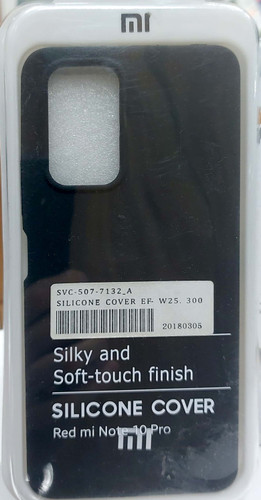 mi
SVC-507-7132_A
SILICONE COVER EF- W25. 300
20180305
Silky and
Soft-touch finish
SILICONE COVER
Red mi Note 10 Pro
mi